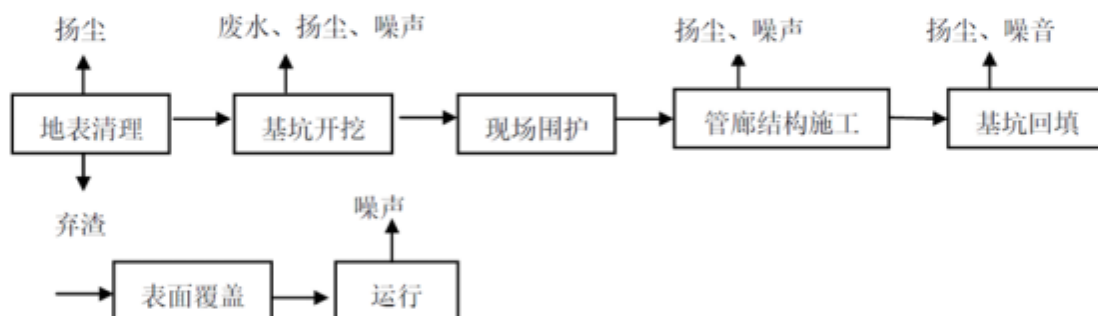 扬尘
废水、扬尘、噪声
扬尘、噪声
扬尘、噪音
地表清理
基坑开挖
现场围护
管廊结构施工
基坑回填
弃渣
噪声
表面覆盖
运行